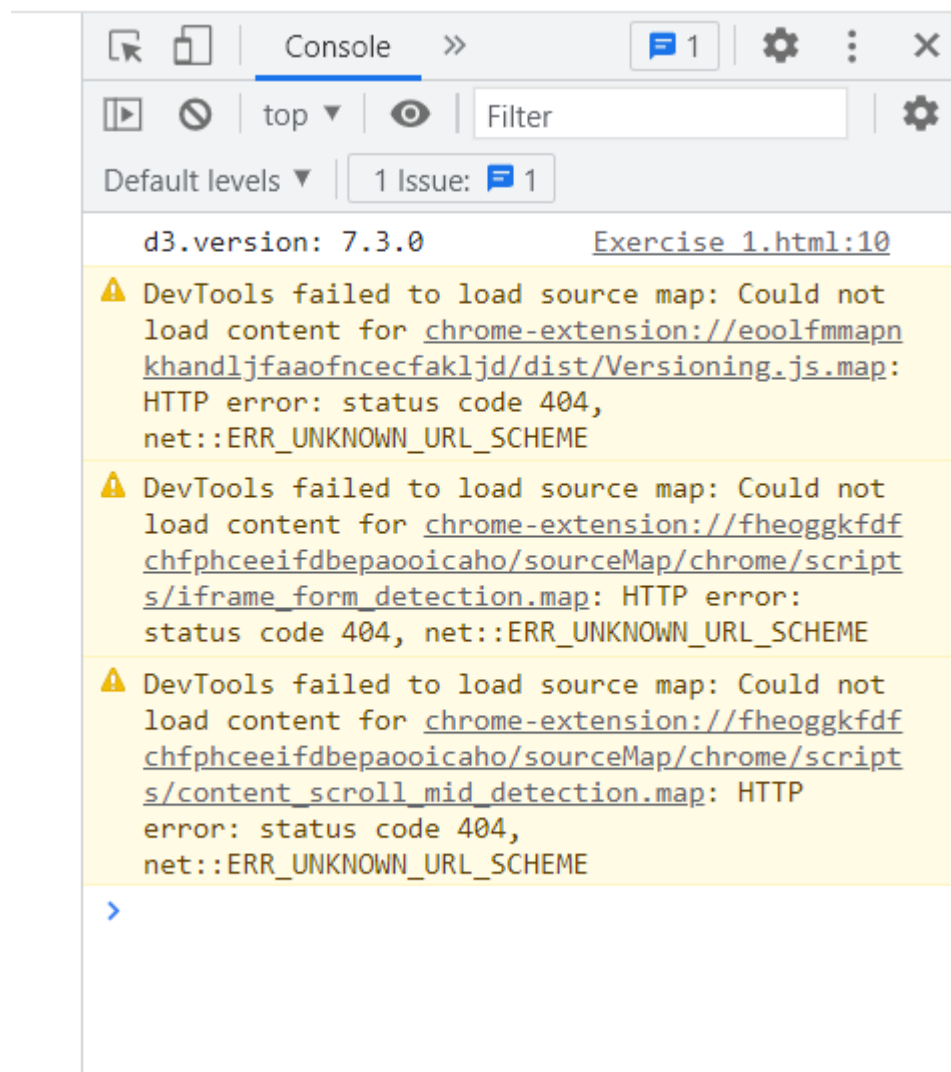 Console
1
top
Filter
Default levels
1 Issue: 1
d3.version: 7.3.0 Exercise 1.html:10
DevTools failed to load source map: Could not
load content for chrome-extension://eoolfmmapn
khandljfaaofncecfakljd/dist/Versioning.js.map:
HTTP error: status code 404,
net::ERR_UNKNOWN_URL_SCHEME
DevTools failed to load source map: Could not
load content for chrome-extension://fheoggkfdf
chfphceeifdbepaooicaho/sourceMap/chrome/script
s/iframe_form_detection.map: HTTP error:
status code 404, net::ERR_UNKNOWN_URL_SCHEME
DevTools failed to load source map: Could not
load content for chrome-extension://fheoggkfdf
chfphceeifdbepaooicaho/sourceMap/chrome/script
s/content_scroll_mid_detection.map: HTTP
error: status code 404,
net::ERR_UNKNOWN_URL_SCHEME